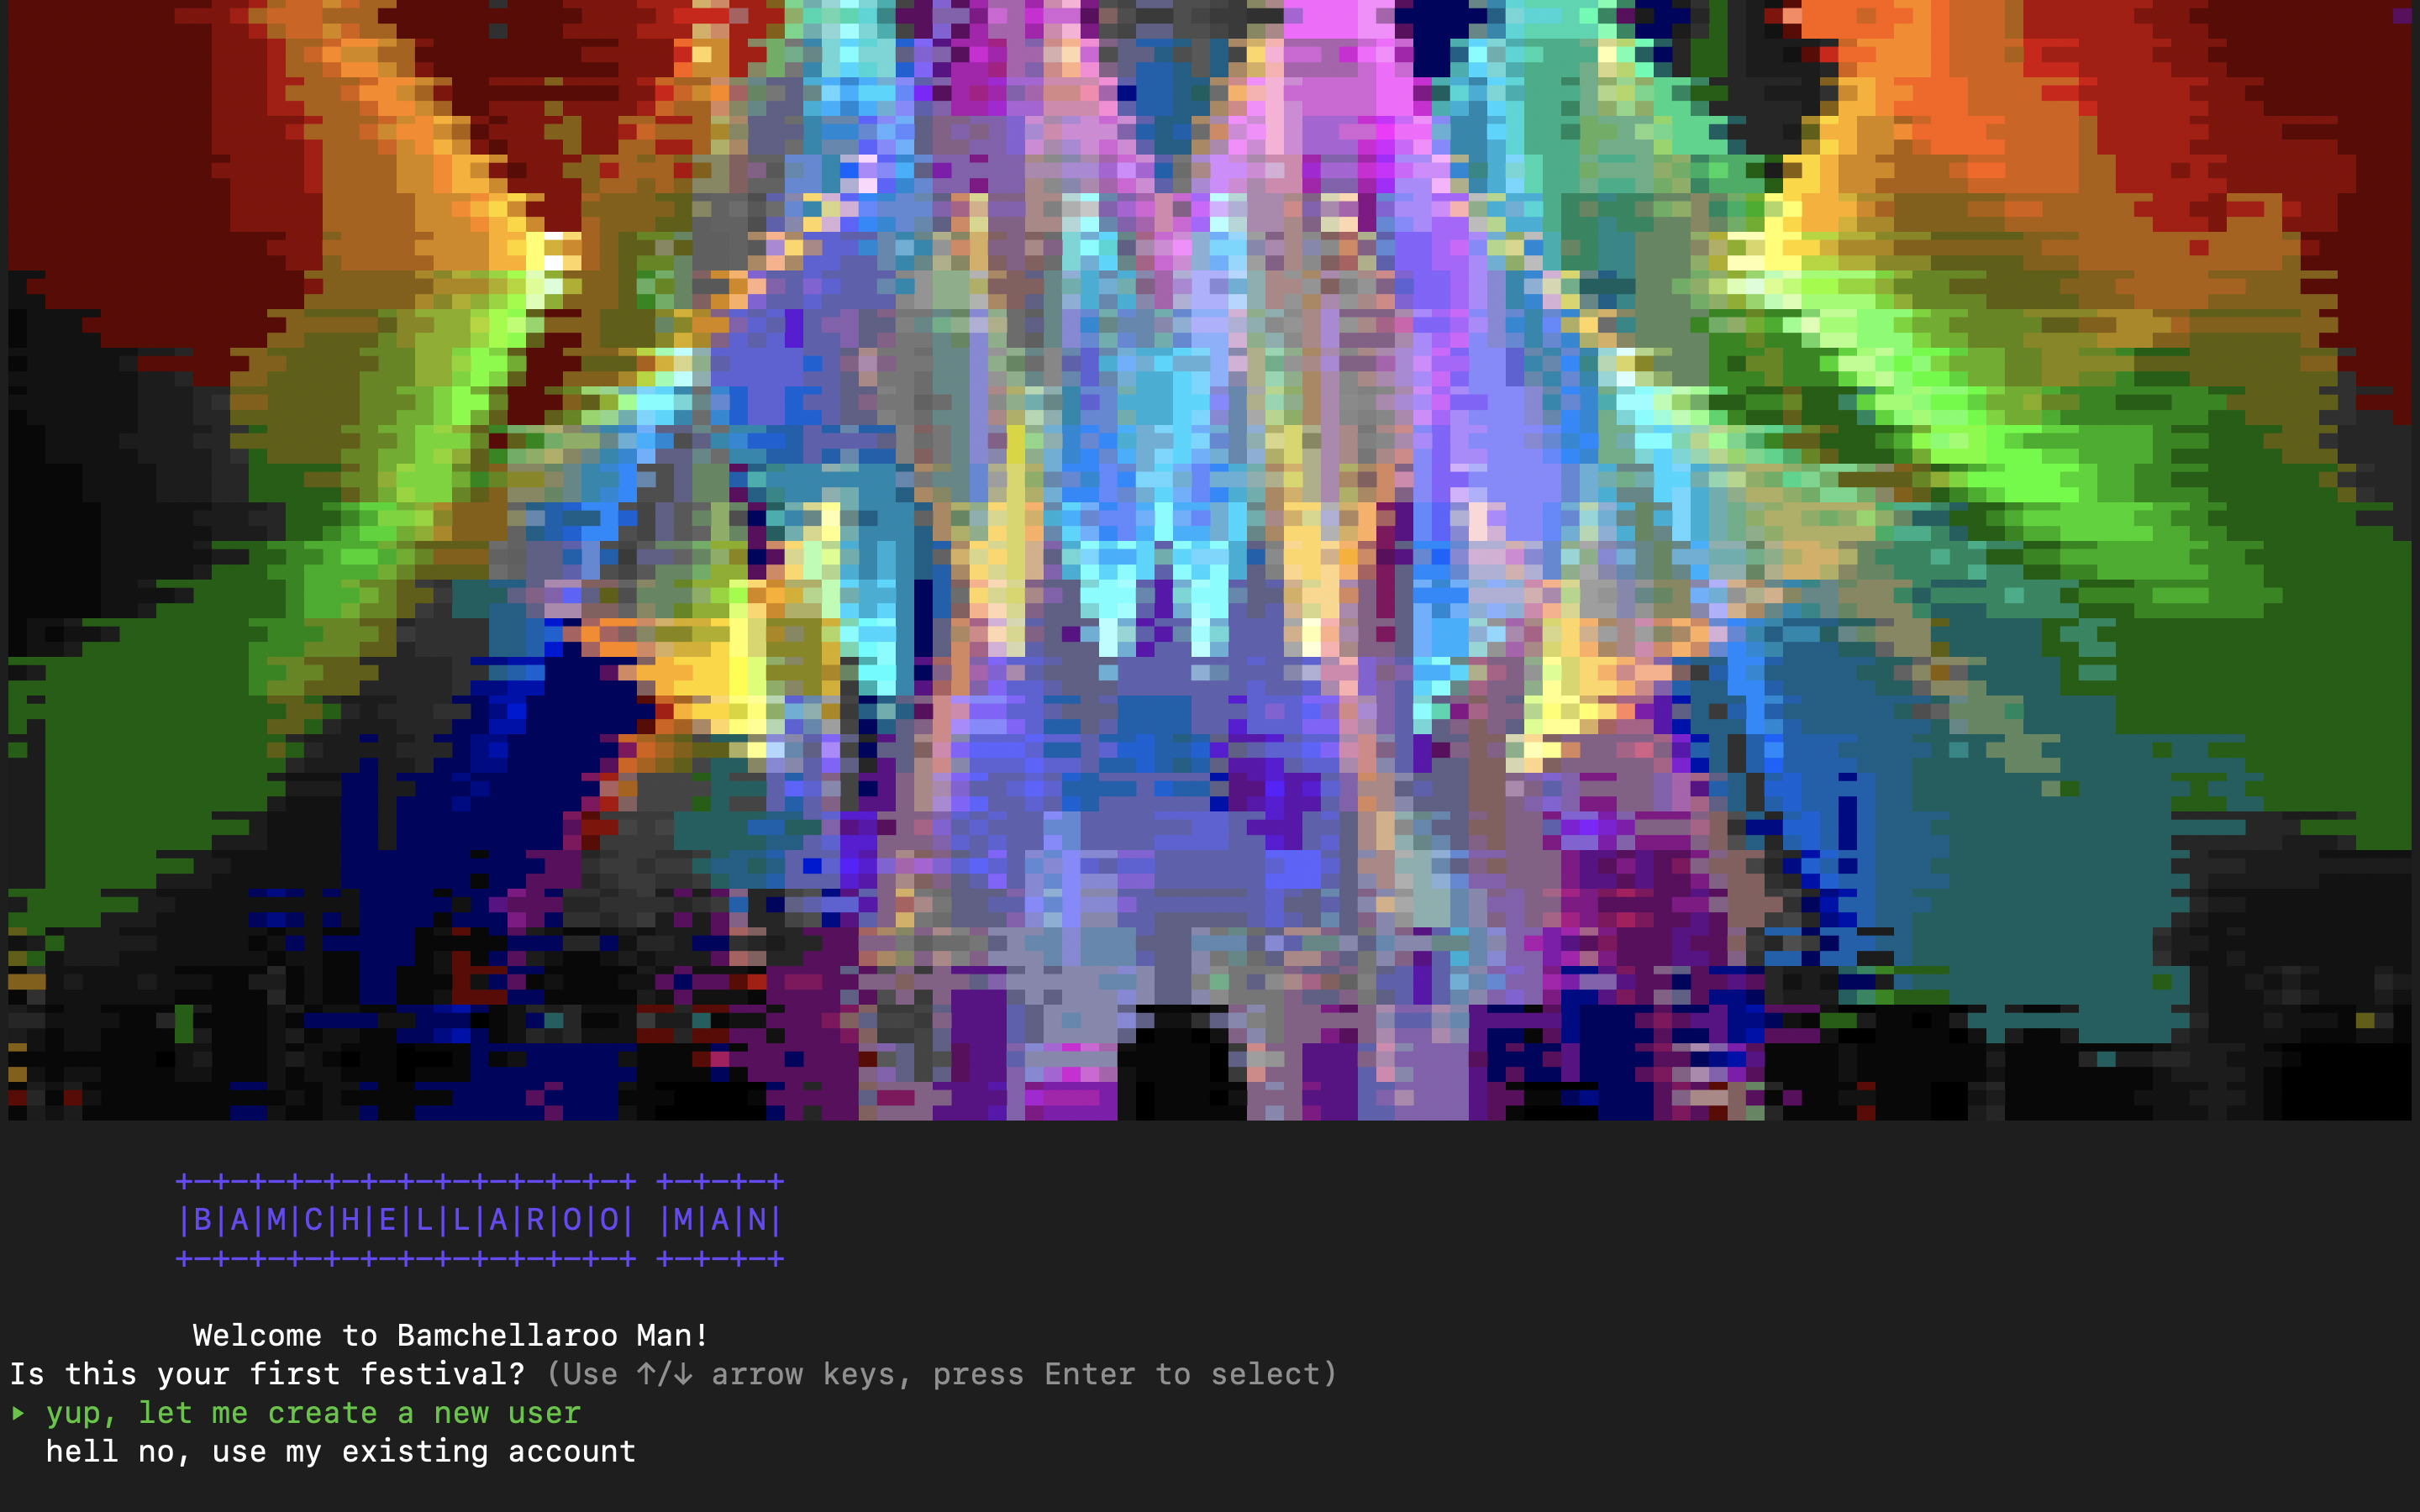 +-+-+-+-+-+-+-+-+-+-+-+-+ +-+-+-+
|B|A|M|C|H|E|L|L|A|R|O|O| |M|A|N|
+-+-+-+-+-+-+-+-+-+-+-+-+ +-+-+-+
Welcome to Bamchellaroo Man!
Is this your first festival? (Use ↑/↓ arrow keys, press Enter to select)
‣ yup, let me create a new user
hell no, use my existing account